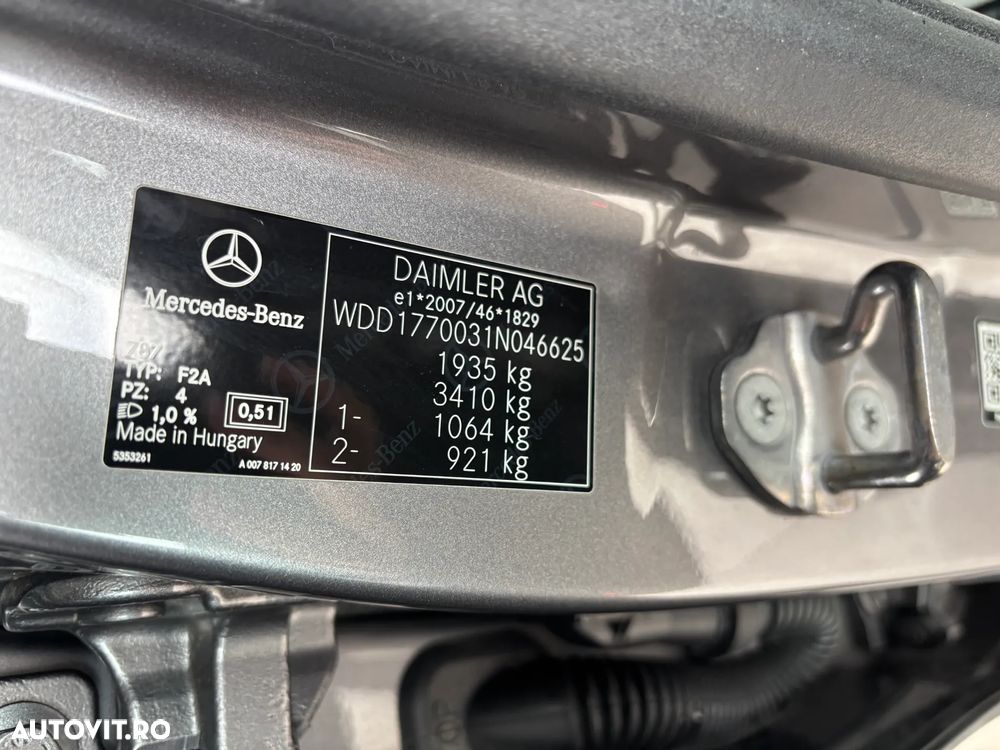 Mercedes-Benz
TYP: F2A
PZ: 4
1,0 %
0,51
Made in Hungary
5353261
A 007 817 14 20
DAIMLER AG
e1*2007/46*1829
WDD1770031N046625
1935 kg
3410 kg
1- 1064 kg
2- 921 kg
AUTOVIT.RO